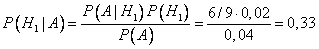 P(H₁|A) = P(A|H₁)P(H₁) / P(A) = 6/9·0,02 / 0,04 = 0,33